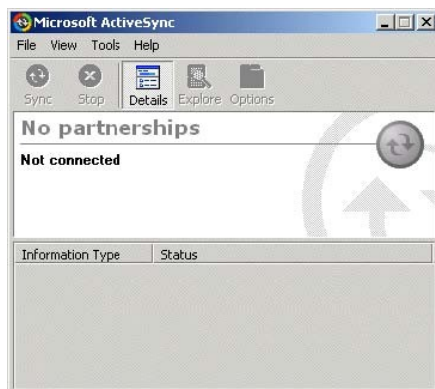 Microsoft ActiveSync
File View Tools Help
Sync Stop Details Explore Options
No partnerships
Not connected
Information Type Status